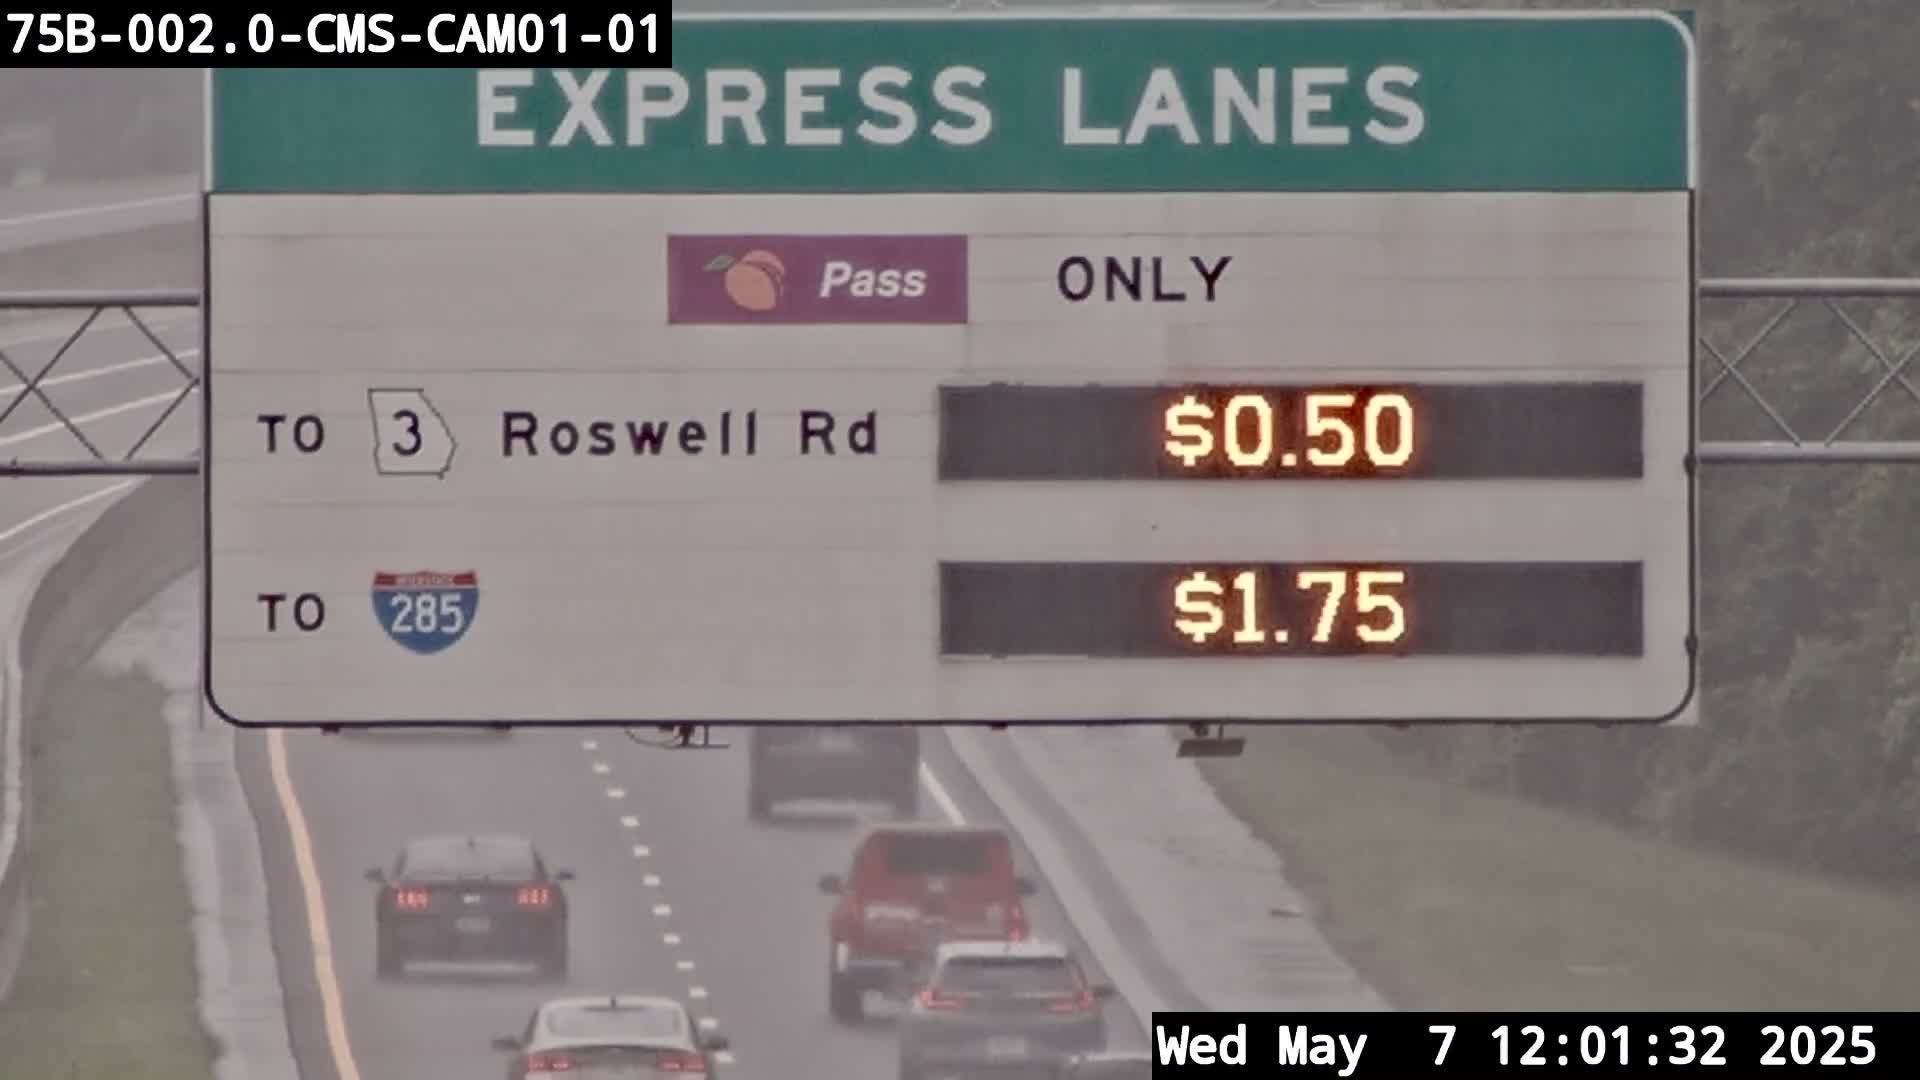 75B-002.0-CMS-CAM01-01
EXPRESS LANES
Pass ONLY
TO 3 Roswell Rd $0.50
INTERSTATE
TO 285 $1.75
Wed May 7 12:01:32 2025